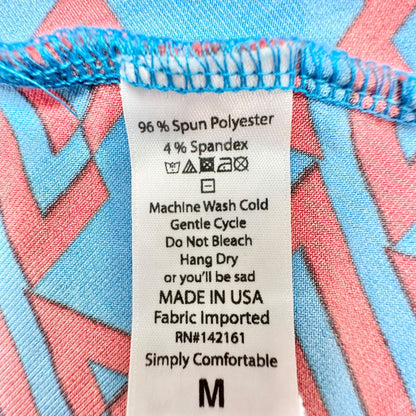 96% Spun Polyester
4% Spandex
Machine Wash Cold
Gentle Cycle
Do Not Bleach
Hang Dry
or you'll be sad
MADE IN USA
Fabric Imported
RN#142161
Simply Comfortable
M